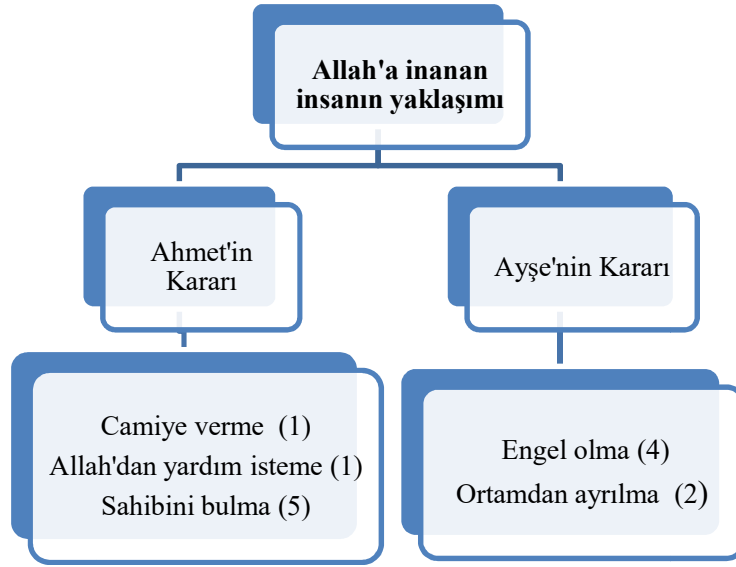 Allah'a inanan
insanın yaklaşımı
Ahmet'in
Kararı
Ayşe'nin Kararı
Camiye verme (1)
Allah'dan yardım isteme (1)
Sahibini bulma (5)
Engel olma (4)
Ortamdan ayrılma (2)